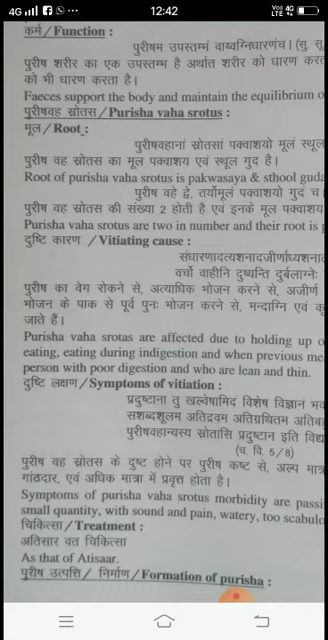 12:42
4G
LTE
कर्म / Function :
पुरीषम उपस्तम्भं वाय्वग्निधारणंच। (सु. सू
पुरीष शरीर का एक उपस्तम्भ है अर्थात शरीर को धारण करत
को भी धारण करता है।
Faeces support the body and maintain the equilibrium o
पुरीषवह स्रोतस / Purisha vaha srotus :
मूल / Root :
पुरीषवहानां स्रोतसां पक्वाशयो मूलं स्थूल
पुरीष वह स्रोतस का मूल पक्वाशय एवं स्थूल गुद है।
Root of purisha vaha srotus is pakwasaya & sthool guda
पुरीष वहे द्वे, तर्योमूलं पक्वाशयो गुदं च।
पुरीष वह स्रोतस की संख्या 2 होती है एवं इनके मूल पक्वाशय
Purisha vaha srotus are two in number and their root is
दुष्टि कारण / Vitiating cause :
संधारणादत्यशनादजीर्णाध्यशनाद
वर्चो वाहीनि दुष्यन्ति दुर्बलाग्नेः
पुरीष का वेग रोकने से, अत्याधिक भोजन करने से, अजीर्ण
भोजन के पाक से पूर्व पुनः भोजन करने से, मन्दाग्नि एवं कृ
जाते हैं।
Purisha vaha srotas are affected due to holding up o
eating, eating during indigestion and when previous me
person with poor digestion and who are lean and thin.
दुष्टि लक्षण / Symptoms of vitiation :
प्रदुष्टाना तु खल्वेषामिदं विशेष विज्ञानं भव
सशब्दशूलम अतिद्रवम अतिग्रथितम अतिब
पुरीषवहान्यस्य स्रोतांसि प्रदुष्टान इति विद्य
(च. वि. 5/8)
पुरीष वह स्रोतस के दुष्ट होने पर पुरीष कष्ट से, अल्प मात्र
गांठदार, एवं अधिक मात्रा में प्रवृत्त होता है।
Symptoms of purisha vaha srotus morbidity are passi
small quantity, with sound and pain, watery, too scabulo
चिकित्सा / Treatment :
अतिसार वत चिकित्सा
As that of Atisaar.
पुरीष उत्पत्ति / निर्माण / Formation of purisha :